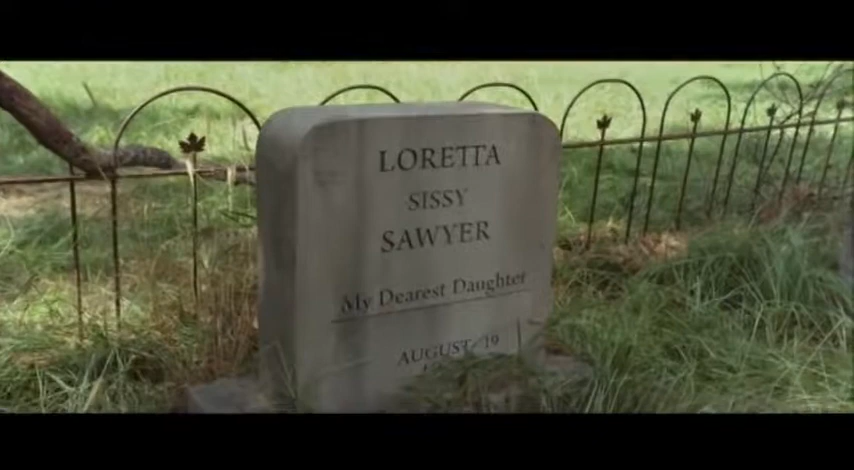 LORETTA
SISSY
SAWYER
My Dearest Daughter
AUGUST 19